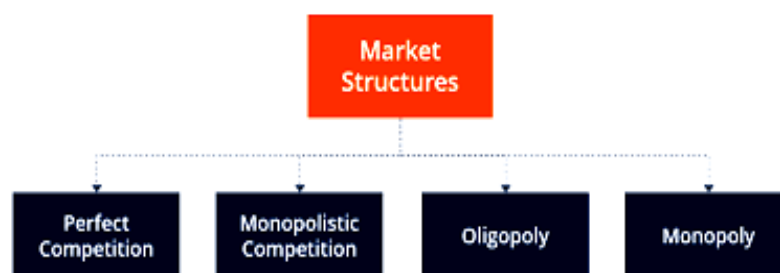 Market
Structures
Perfect
Competition
Monopolistic
Competition
Oligopoly
Monopoly